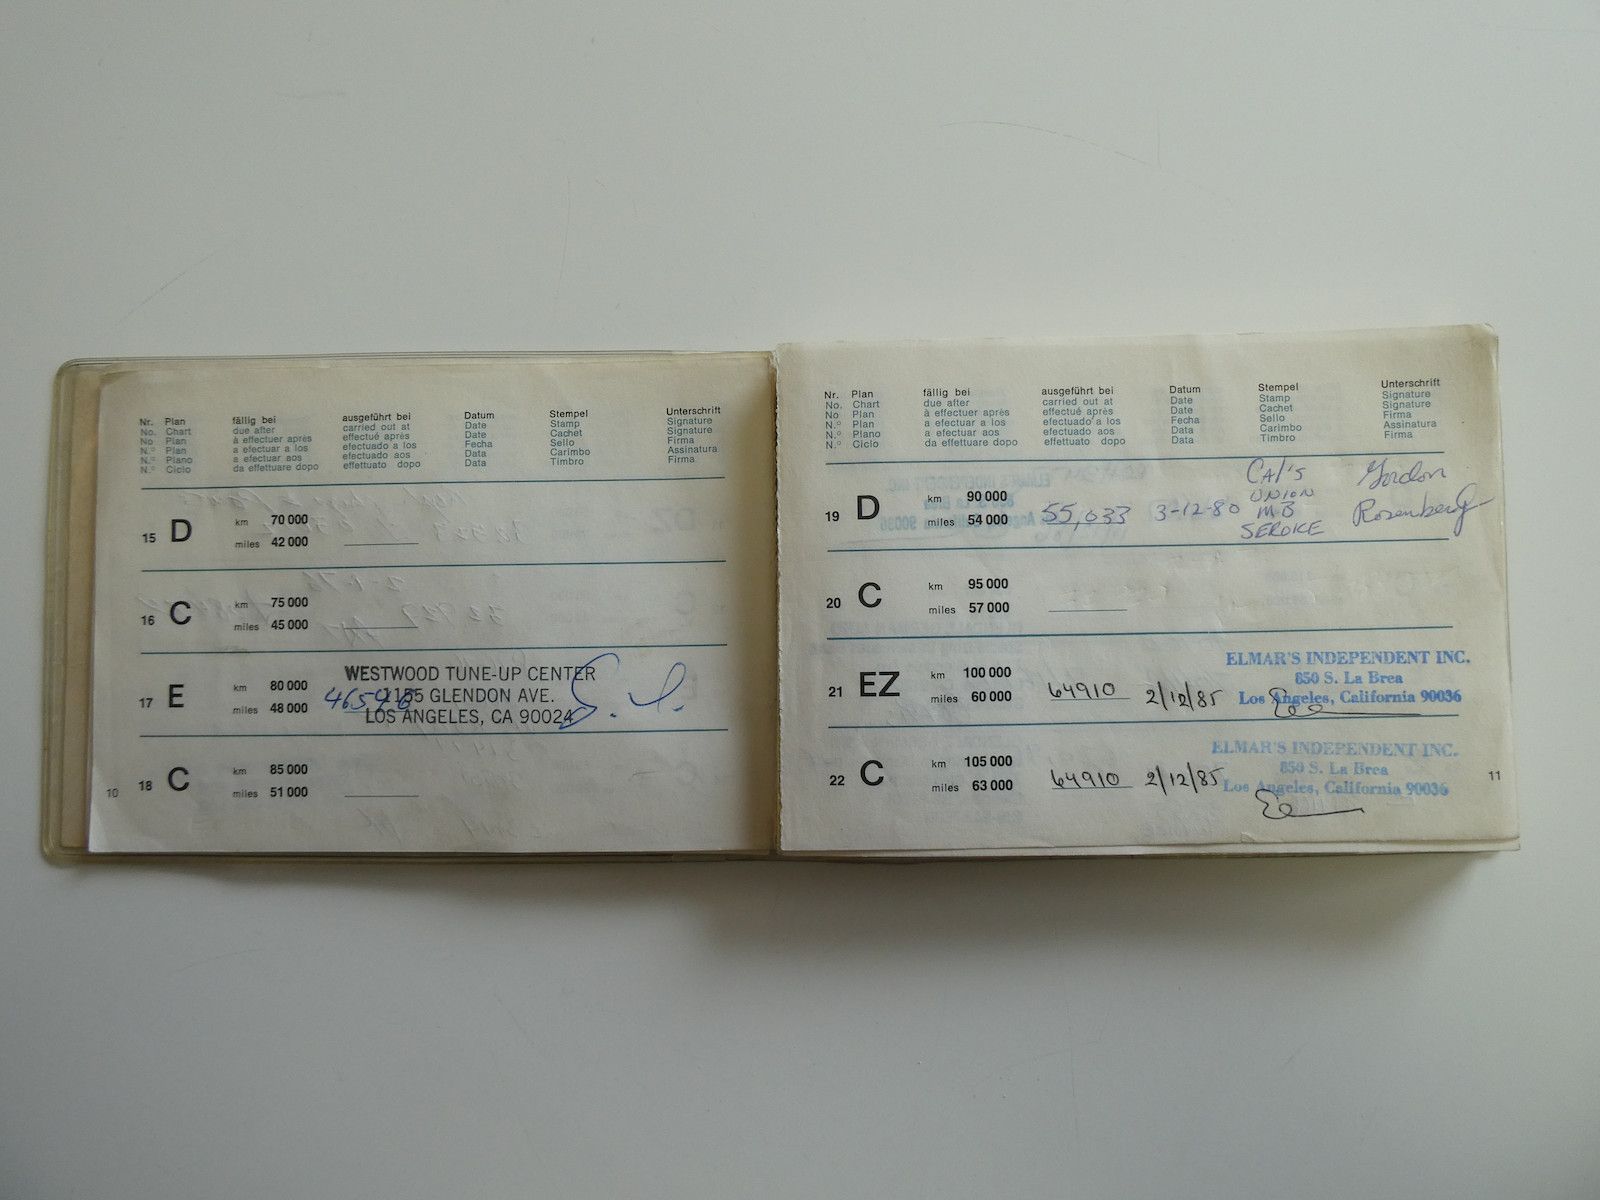 Nr. Plan fällig bei ausgeführt bei Datum Stempel Unterschrift
No. Chart due after carried out at Date Stamp Signature
No Plan à effectuer après effectué après Date Cachet Signature
N.º Plan a efectuar a los efectuado a los Fecha Sello Firma
N.º Plano a efectuar aos efectuado aos Data Carimbo Assinatura
N.º Ciclo da effettuare dopo effettuato dopo Data Timbro Firma
15 D km 70 000
miles 42 000
16 C km 75 000
miles 45 000
17 E km 80 000
miles 48 000 46546
WESTWOOD TUNE-UP CENTER
1155 GLENDON AVE.
LOS ANGELES, CA 90024
18 C km 85 000
miles 51 000
10
Nr. Plan fällig bei ausgeführt bei Datum Stempel Unterschrift
No. Chart due after carried out at Date Stamp Signature
No Plan à effectuer après effectué après Date Cachet Signature
N.º Plan a efectuar a los efectuado a los Fecha Sello Firma
N.º Plano a efectuar aos efectuado aos Data Carimbo Assinatura
N.º Ciclo da effettuare dopo effettuato dopo Data Timbro Firma
19 D km 90 000
miles 54 000 55,033 3-12-80
CAL'S
UNION
MB
SERVICE
Gordon
Rosenberg
20 C km 95 000
miles 57 000
21 EZ km 100 000
miles 60 000 64910 2/12/85
ELMAR'S INDEPENDENT INC.
850 S. La Brea
Los Angeles, California 90036
22 C km 105 000
miles 63 000 64910 2/12/85
ELMAR'S INDEPENDENT INC.
850 S. La Brea
Los Angeles, California 90036
11